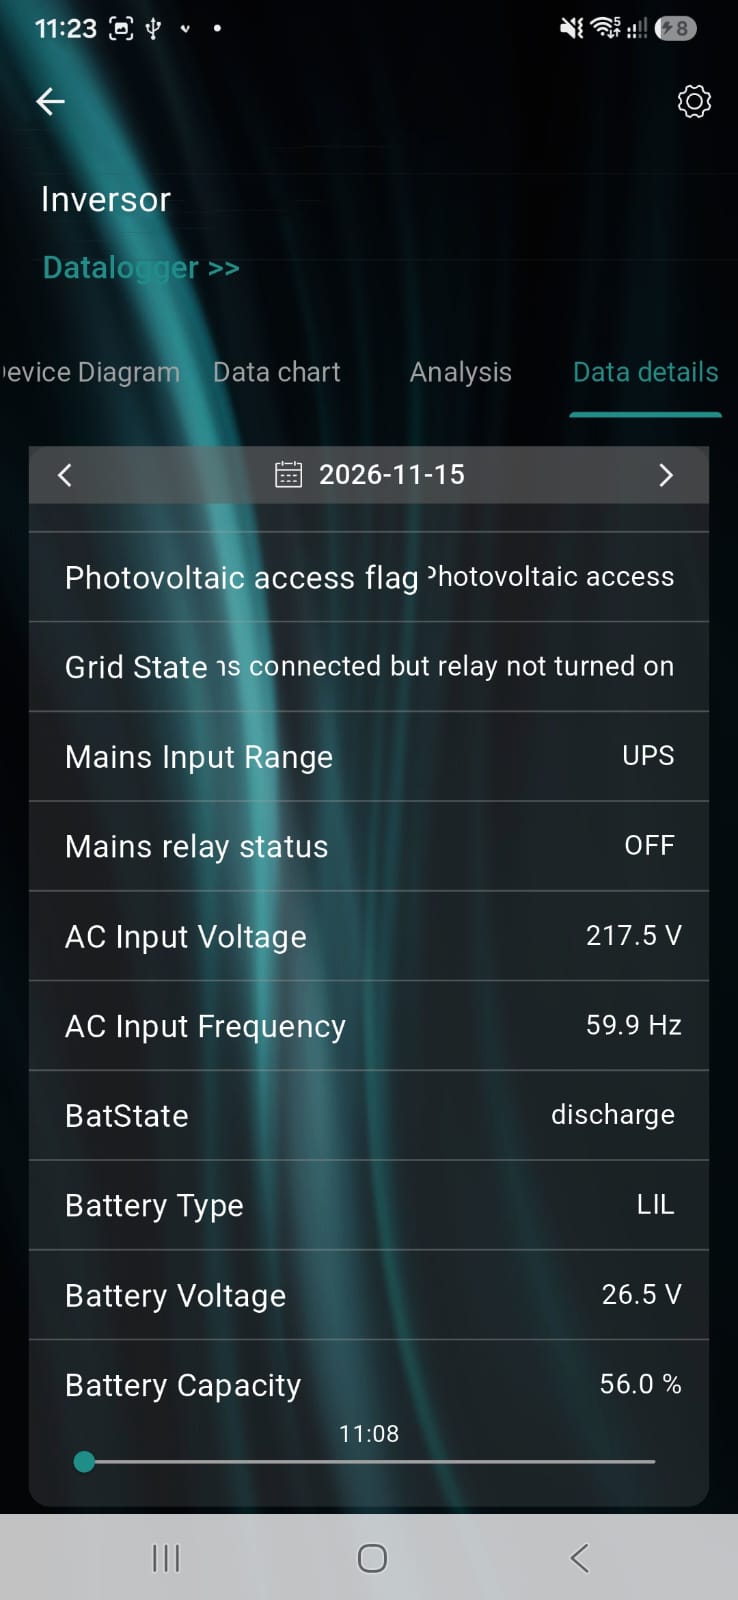 11:23
5
8
Inversor
Datalogger >>
evice Diagram Data chart Analysis Data details
2026-11-15
Photovoltaic access flag Photovoltaic access
Grid State ns connected but relay not turned on
Mains Input Range UPS
Mains relay status OFF
AC Input Voltage 217.5 V
AC Input Frequency 59.9 Hz
BatState discharge
Battery Type LIL
Battery Voltage 26.5 V
Battery Capacity 56.0 %
11:08